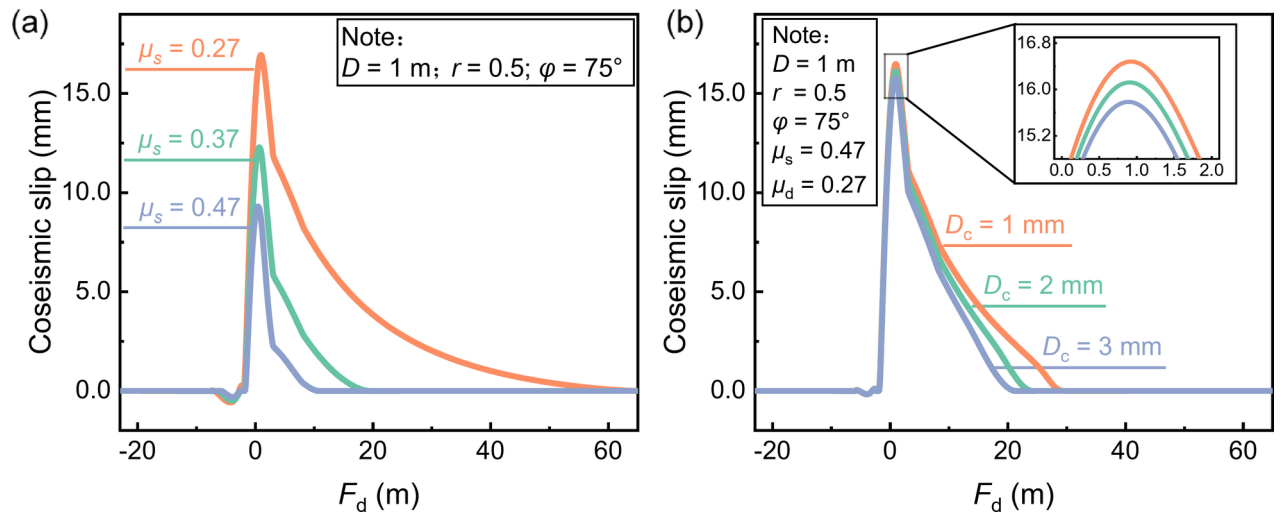 (a)
Note：
D = 1 m；r = 0.5; φ = 75°
μs = 0.27
μs = 0.37
μs = 0.47
15.0
10.0
5.0
0.0
Coseismic slip (mm)
-20
0
20
40
60
Fd (m)
(b)
Note：
D = 1 m
r = 0.5
φ = 75°
μs = 0.47
μd = 0.27
16.8
16.0
15.2
0.0
0.5
1.0
1.5
2.0
Dc = 1 mm
Dc = 2 mm
Dc = 3 mm
15.0
10.0
5.0
0.0
Coseismic slip (mm)
-20
0
20
40
60
Fd (m)